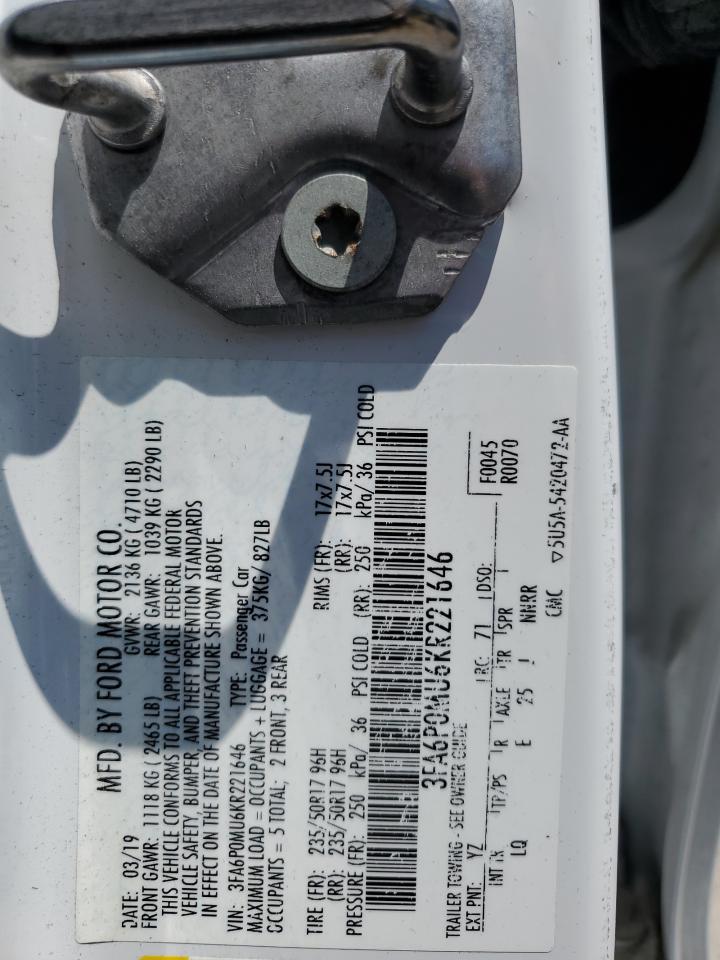 MFD. BY FORD MOTOR CO.
DATE: 03/19 GVWR: 2136 KG ( 4710 LB)
FRONT GAWR: 1118 KG ( 2465 LB) REAR GAWR: 1039 KG ( 2290 LB)
THIS VEHICLE CONFORMS TO ALL APPLICABLE FEDERAL MOTOR
VEHICLE SAFETY, BUMPER, AND THEFT PREVENTION STANDARDS
IN EFFECT ON THE DATE OF MANUFACTURE SHOWN ABOVE.
VIN: 3FA6P0MU6KR221646 TYPE: Passenger Car
MAXIMUM LOAD = OCCUPANTS + LUGGAGE = 375KG/ 827LB
OCCUPANTS = 5 TOTAL; 2 FRONT, 3 REAR
TIRE (FR): 235/50R17 96H RIMS (FR): 17x7.5J
(RR): 235/50R17 96H (RR): 17x7.5J
PRESSURE (FR): 250 kPa/ 36 PSI COLD (RR): 250 kPa/ 36 PSI COLD
3FA6P0MU6KR221646
TRAILER TOWING - SEE OWNER GUIDE
EXT PNT: YZ RC: 71 DSO: F0045
R0070
INT TR TP/PS R AXLE TR SPR
LQ E 25 J NNRR
CMC ▽5U5A-5420472-AA